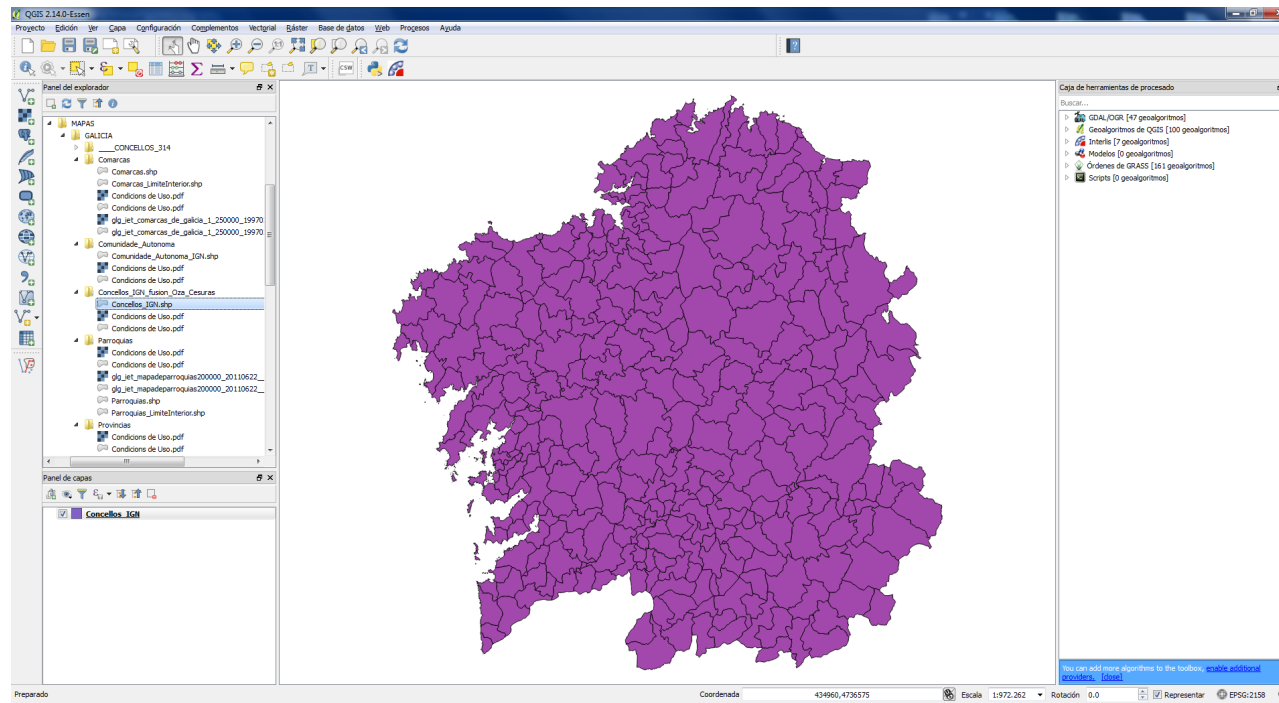 QGIS 2.14.0-Essen
Proyecto Edición Ver Capa Configuración Complementos Vectorial Ráster Base de datos Web Procesos Ayuda
CSW
Panel del explorador
MAPAS
GALICIA
____CONCELLOS_314
Comarcas
Comarcas.shp
Comarcas_LimiteInterior.shp
Condicions de Uso.pdf
Condicions de Uso.pdf
glg_iet_comarcas_de_galicia_1_250000_19970
glg_iet_comarcas_de_galicia_1_250000_19970
Comunidade_Autonoma
Comunidade_Autonoma_IGN.shp
Condicions de Uso.pdf
Condicions de Uso.pdf
Concellos_IGN_fusion_Oza_Cesuras
Concellos_IGN.shp
Condicions de Uso.pdf
Condicions de Uso.pdf
Parroquias
Condicions de Uso.pdf
Condicions de Uso.pdf
glg_iet_mapadeparroquias200000_20110622__
glg_iet_mapadeparroquias200000_20110622__
Parroquias.shp
Parroquias_LimiteInterior.shp
Provincias
Condicions de Uso.pdf
Condicions de Uso.pdf
Panel de capas
Concellos_IGN
Caja de herramientas de procesado
Buscar...
GDAL/OGR [47 geoalgoritmos]
Geoalgoritmos de QGIS [100 geoalgoritmos]
Interlis [7 geoalgoritmos]
Modelos [0 geoalgoritmos]
Órdenes de GRASS [161 geoalgoritmos]
Scripts [0 geoalgoritmos]
You can add more algorithms to the toolbox, enable additional
providers. [close]
Preparado Coordenada 434960,4736575 Escala 1:972.262 Rotación 0.0 Representar EPSG:2158